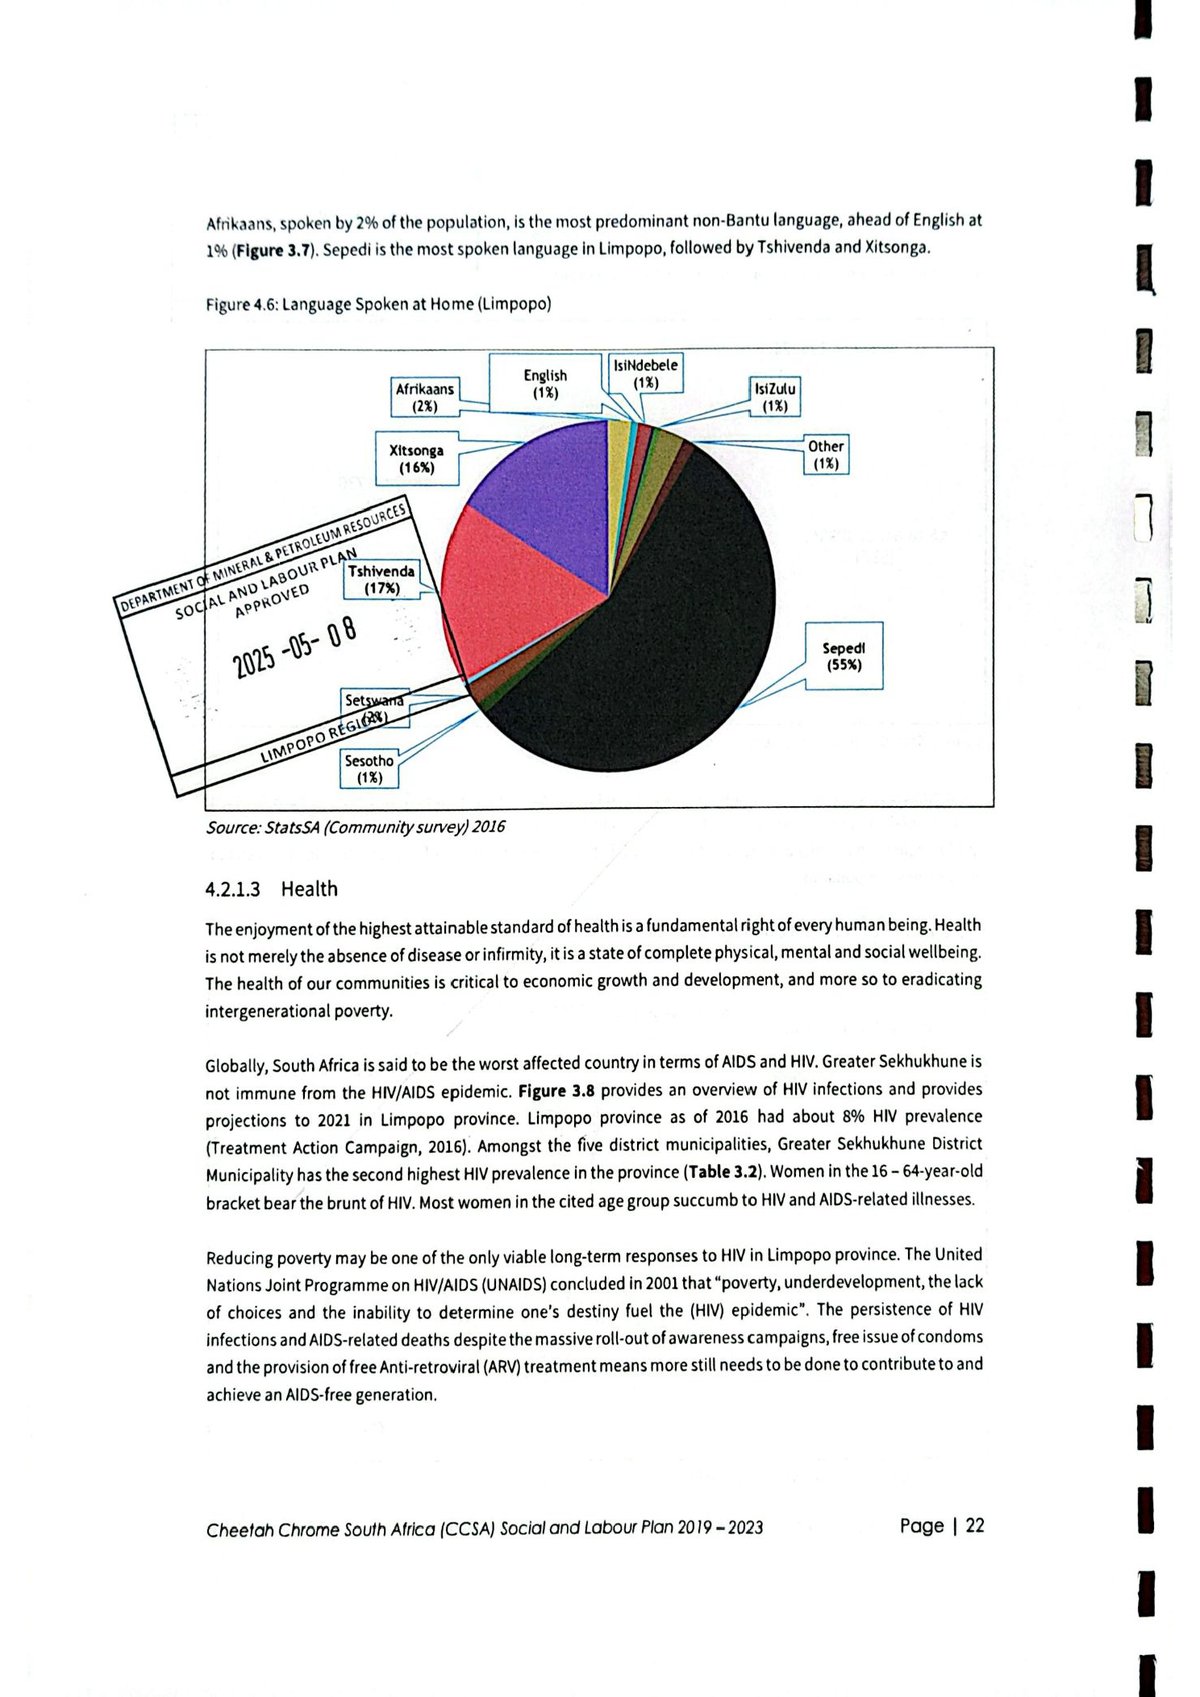 Afrikaans, spoken by 2% of the population, is the most predominant non-Bantu language, ahead of English at
1% (Figure 3.7). Sepedi is the most spoken language in Limpopo, followed by Tshivenda and Xitsonga.
Figure 4.6: Language Spoken at Home (Limpopo)
Afrikaans
(2%)
English
(1%)
IsiNdebele
(1%)
IsiZulu
(1%)
Xitsonga
(16%)
Other
(1%)
Tshivenda
(17%)
Sepedi
(55%)
Setswana
(2%)
Sesotho
(1%)
DEPARTMENT OF MINERAL & PETROLEUM RESOURCES
SOCIAL AND LABOUR PLAN
APPROVED
2025 -05- 08
LIMPOPO REGION
Source: StatsSA (Community survey) 2016
4.2.1.3 Health
The enjoyment of the highest attainable standard of health is a fundamental right of every human being. Health
is not merely the absence of disease or infirmity, it is a state of complete physical, mental and social wellbeing.
The health of our communities is critical to economic growth and development, and more so to eradicating
intergenerational poverty.
Globally, South Africa is said to be the worst affected country in terms of AIDS and HIV. Greater Sekhukhune is
not immune from the HIV/AIDS epidemic. Figure 3.8 provides an overview of HIV infections and provides
projections to 2021 in Limpopo province. Limpopo province as of 2016 had about 8% HIV prevalence
(Treatment Action Campaign, 2016). Amongst the five district municipalities, Greater Sekhukhune District
Municipality has the second highest HIV prevalence in the province (Table 3.2). Women in the 16 – 64-year-old
bracket bear the brunt of HIV. Most women in the cited age group succumb to HIV and AIDS-related illnesses.
Reducing poverty may be one of the only viable long-term responses to HIV in Limpopo province. The United
Nations Joint Programme on HIV/AIDS (UNAIDS) concluded in 2001 that "poverty, underdevelopment, the lack
of choices and the inability to determine one's destiny fuel the (HIV) epidemic". The persistence of HIV
infections and AIDS-related deaths despite the massive roll-out of awareness campaigns, free issue of condoms
and the provision of free Anti-retroviral (ARV) treatment means more still needs to be done to contribute to and
achieve an AIDS-free generation.
Cheetah Chrome South Africa (CCSA) Social and Labour Plan 2019 – 2023
Page | 22